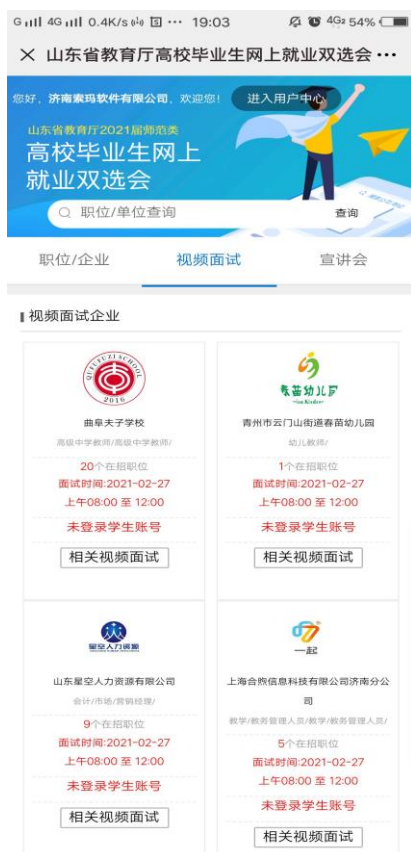 G 4G 0.4K/s ··· 19:03 4G 54%
× 山东省教育厅高校毕业生网上就业双选会 ···
您好，济南索玛软件有限公司，欢迎您！ 进入用户中心
山东省教育厅2021届师范类
高校毕业生网上
就业双选会
职位/单位查询 查询
职位/企业 视频面试 宣讲会
视频面试企业
QUFUFUZI SCHOOL
2016
曲阜夫子学校
高级中学教师/高级中学教师/
20个在招职位
面试时间:2021-02-27
上午08:00 至 12:00
未登录学生账号
相关视频面试
春苗幼儿园
青州市云门山街道春苗幼儿园
幼儿教师/
1个在招职位
面试时间:2021-02-27
上午08:00 至 12:00
未登录学生账号
相关视频面试
星空人力资源
山东星空人力资源有限公司
会计/市场/营销经理/
9个在招职位
面试时间:2021-02-27
上午08:00 至 12:00
未登录学生账号
相关视频面试
一起
上海合煦信息科技有限公司济南分公
司
教学/教务管理人员/教学/教务管理人员/
5个在招职位
面试时间:2021-02-27
上午08:00 至 12:00
未登录学生账号
相关视频面试